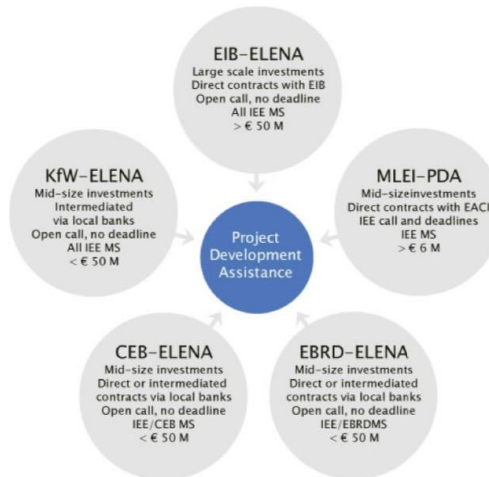 EIB-ELENA
Large scale investments
Direct contracts with EIB
Open call, no deadline
All IEE MS
> € 50 M
KfW-ELENA
Mid-size investments
Intermediated
via local banks
Open call, no deadline
All IEE MS
< € 50 M
MLEI-PDA
Mid-sizeinvestments
Direct contracts with EACI
IEE call and deadlines
IEE MS
> € 6 M
Project
Development
Assistance
CEB-ELENA
Mid-size investments
Direct or intermediated
contracts via local banks
Open call, no deadline
IEE/CEB MS
< € 50 M
EBRD-ELENA
Mid-size investments
Direct or intermediated
contracts via local banks
Open call, no deadline
IEE/EBRDMS
< € 50 M